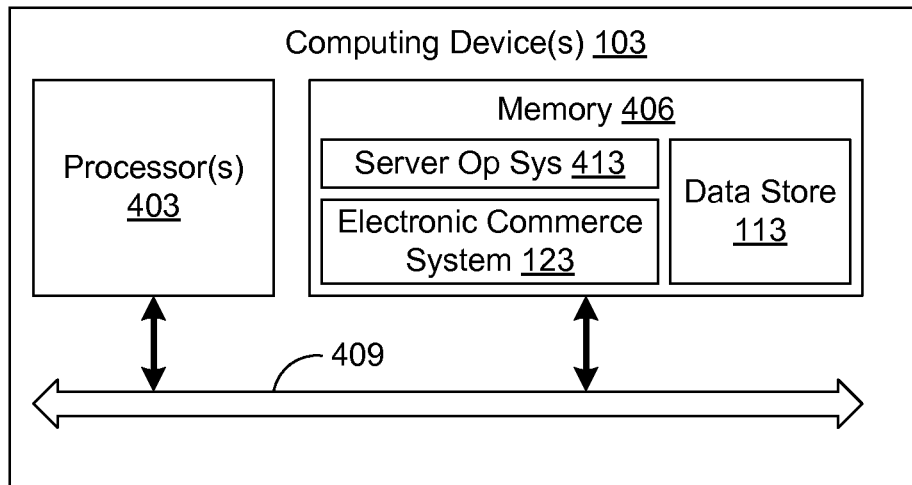 Computing Device(s) 103
Processor(s)
403
Memory 406
Server Op Sys 413
Electronic Commerce
System 123
Data Store
113
409